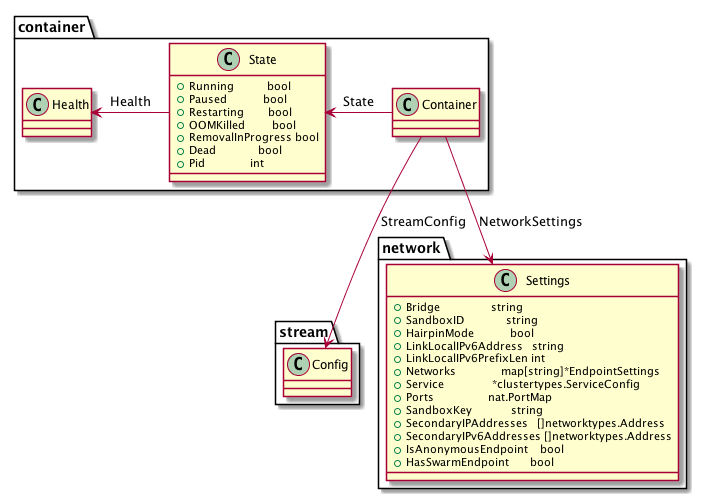 container
C State
Running bool
Paused bool
Restarting bool
OOMKilled bool
RemovalInProgress bool
Dead bool
Pid int
C Health
Health
State
C Container
StreamConfig
NetworkSettings
network
C Settings
Bridge string
SandboxID string
HairpinMode bool
LinkLocalIPv6Address string
LinkLocalIPv6PrefixLen int
Networks map[string]*EndpointSettings
Service *clustertypes.ServiceConfig
Ports nat.PortMap
SandboxKey string
SecondaryIPAddresses []networktypes.Address
SecondaryIPv6Addresses []networktypes.Address
IsAnonymousEndpoint bool
HasSwarmEndpoint bool
stream
C Config